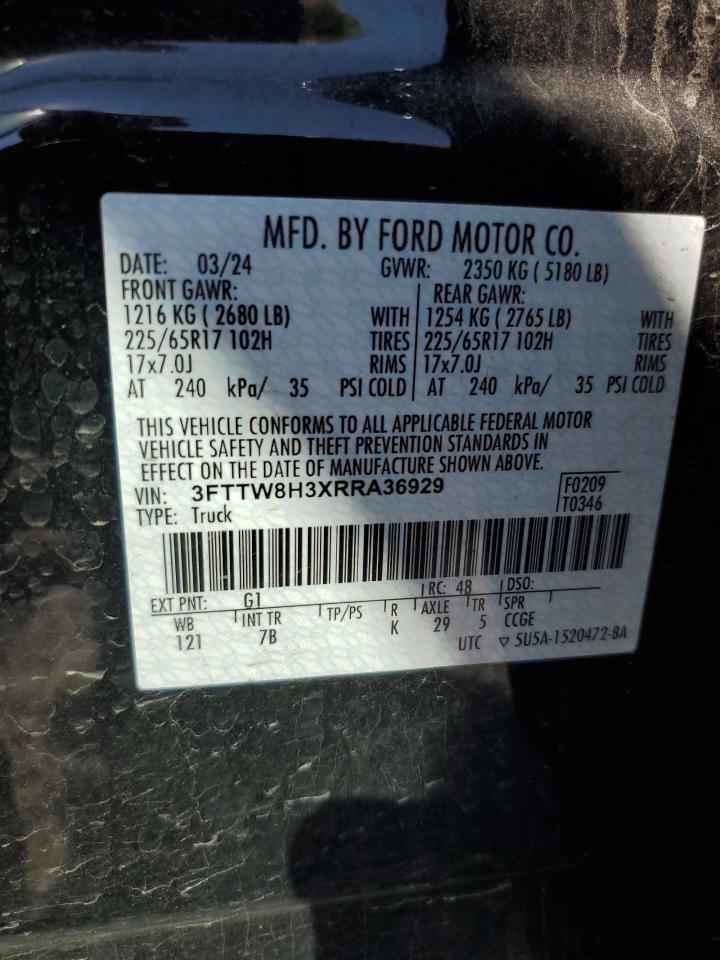 MFD. BY FORD MOTOR CO.
DATE: 03/24 GVWR: 2350 KG ( 5180 LB)
FRONT GAWR: REAR GAWR:
1216 KG ( 2680 LB) WITH 1254 KG ( 2765 LB) WITH
225/65R17 102H TIRES 225/65R17 102H TIRES
17x7.0J RIMS 17x7.0J RIMS
AT 240 kPa/ 35 PSI COLD AT 240 kPa/ 35 PSI COLD
THIS VEHICLE CONFORMS TO ALL APPLICABLE FEDERAL MOTOR
VEHICLE SAFETY AND THEFT PREVENTION STANDARDS IN
EFFECT ON THE DATE OF MANUFACTURE SHOWN ABOVE.
VIN: 3FTTW8H3XRRA36929 F0209
TYPE: Truck T0346
EXT PNT: G1 RC: 48 DSO:
WB INT TR TP/PS R AXLE TR SPR
121 7B K 29 5 CCGE
UTC ▽ 5U5A-1520472-BA